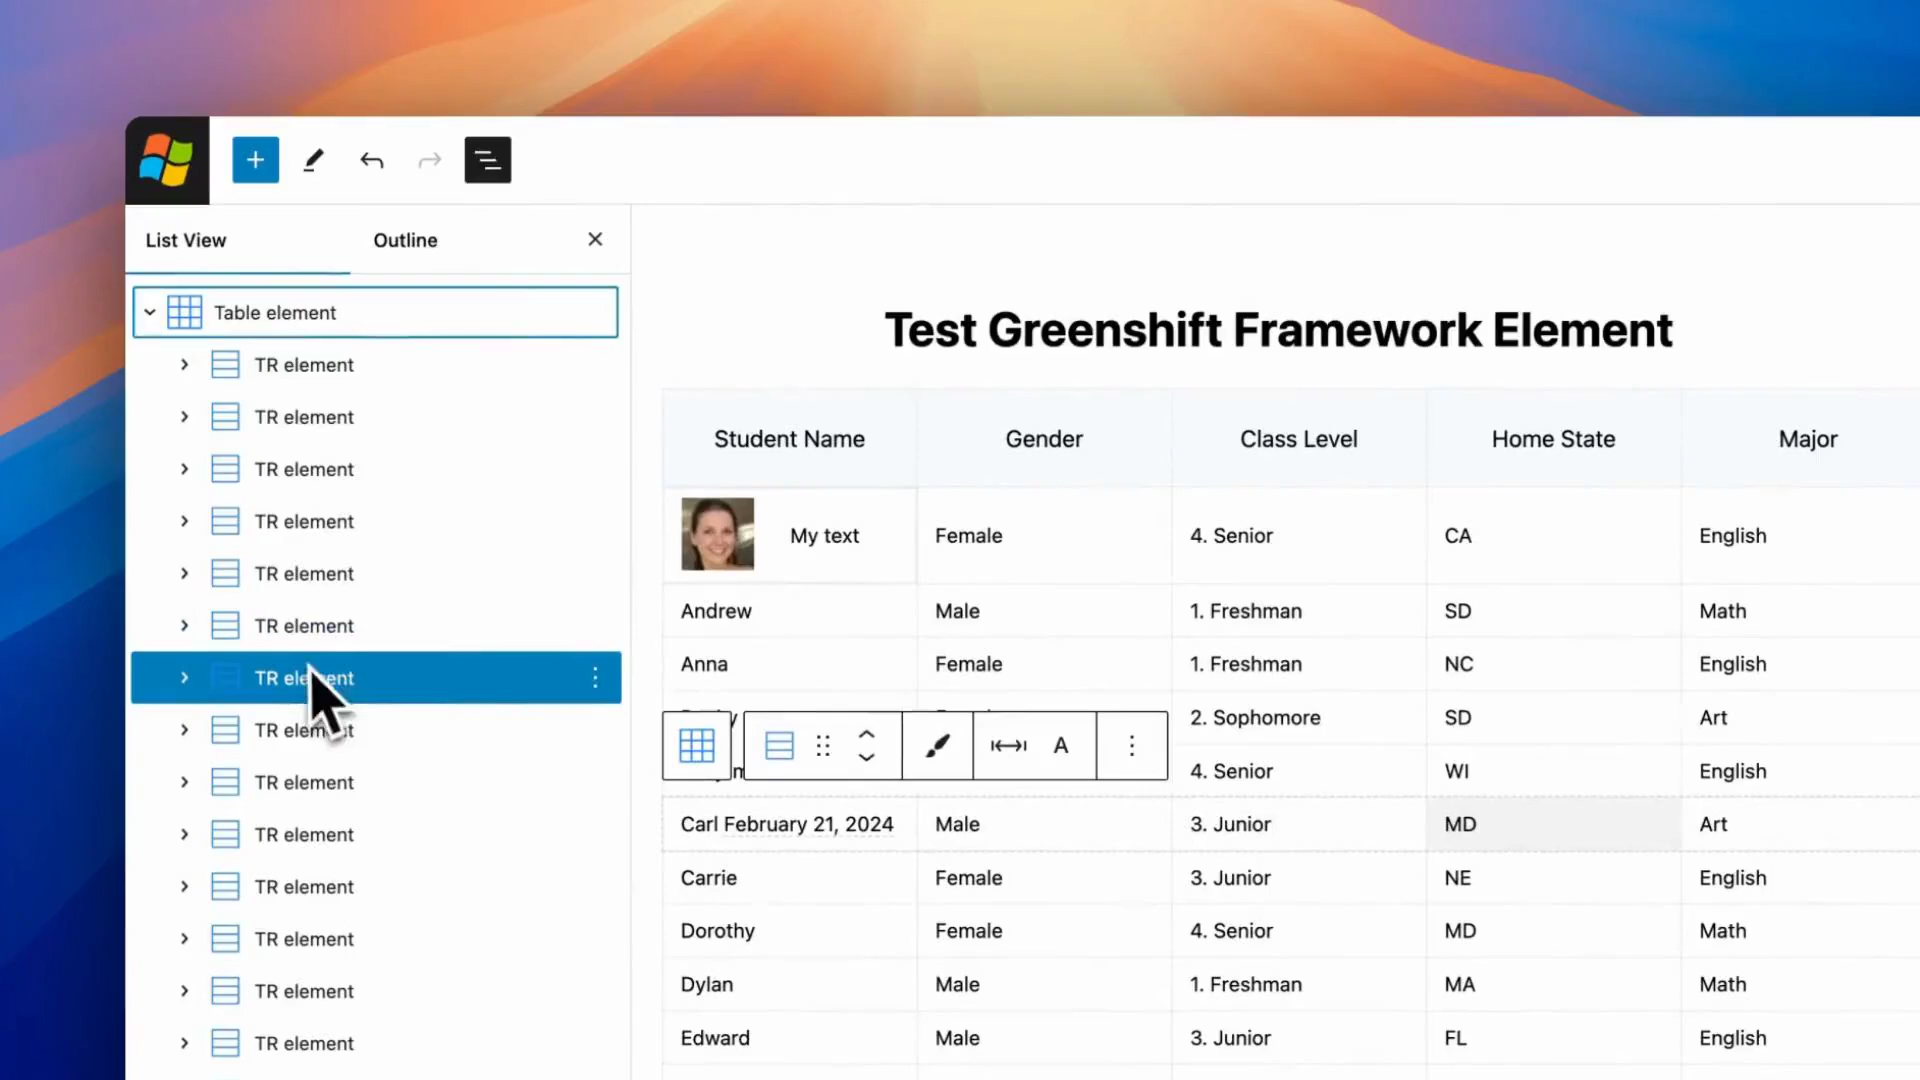 List View
Outline
Table element
TR element
TR element
TR element
TR element
TR element
TR element
TR element
TR element
TR element
TR element
TR element
TR element
TR element
TR element
Test Greenshift Framework Element
Student Name Gender Class Level Home State Major
My text Female 4. Senior CA English
Andrew Male 1. Freshman SD Math
Anna Female 1. Freshman NC English
2. Sophomore SD Art
4. Senior WI English
A
Carl February 21, 2024 Male 3. Junior MD Art
Carrie Female 3. Junior NE English
Dorothy Female 4. Senior MD Math
Dylan Male 1. Freshman MA Math
Edward Male 3. Junior FL English